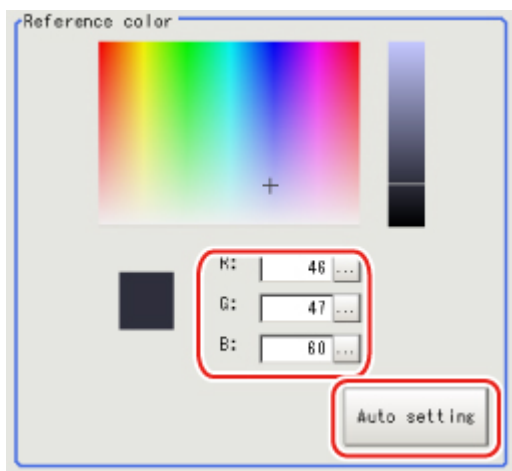 Reference color
R: 46 ...
G: 47 ...
B: 60 ...
Auto setting